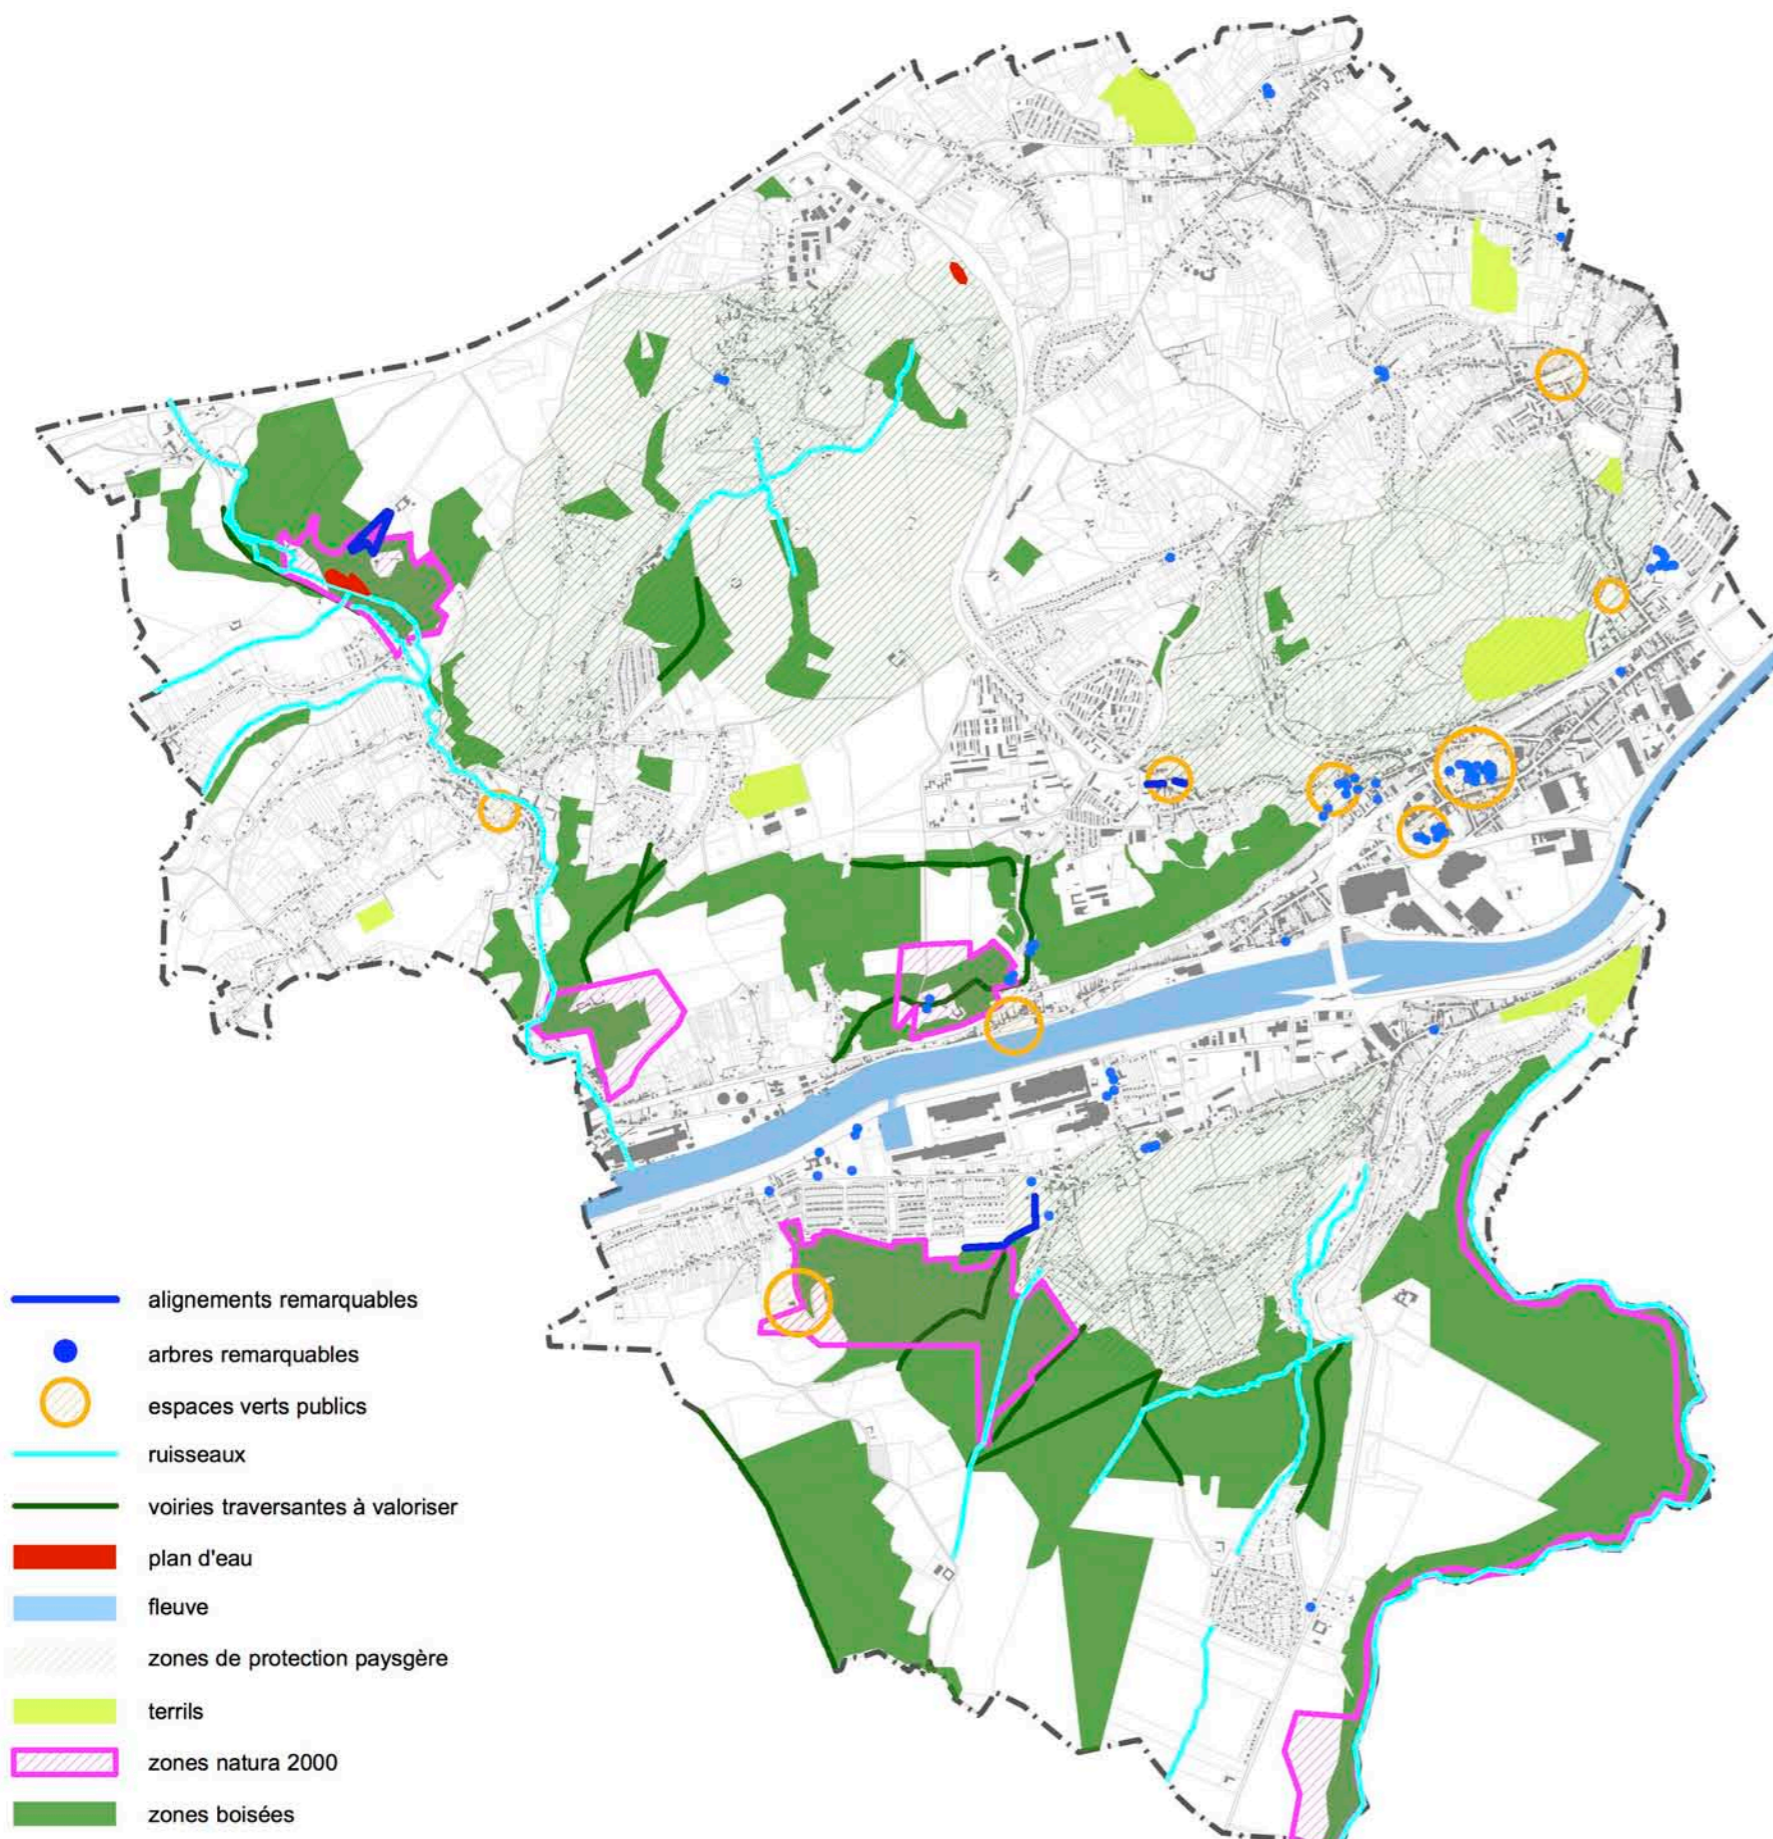 alignements remarquables
arbres remarquables
espaces verts publics
ruisseaux
voiries traversantes à valoriser
plan d'eau
fleuve
zones de protection paysgère
terrils
zones natura 2000
zones boisées